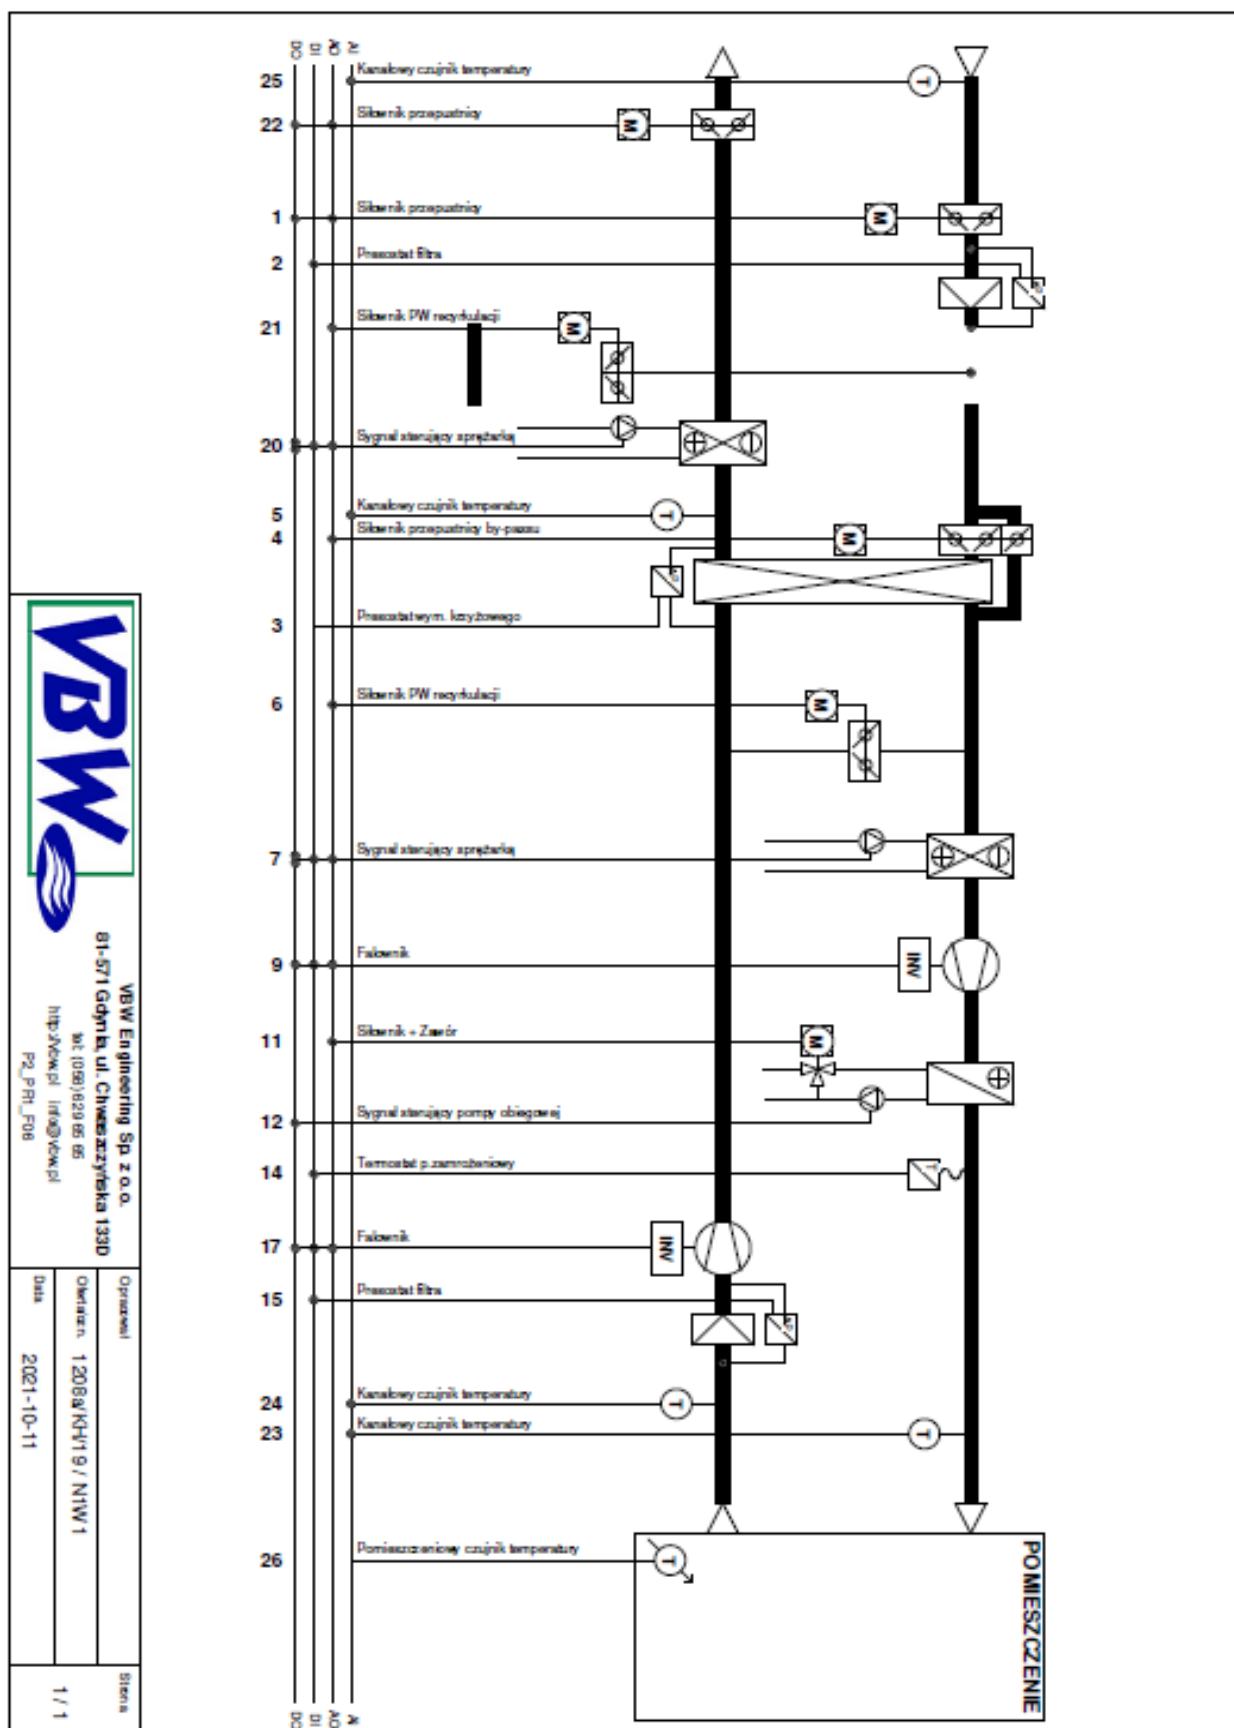 DO DI AO AI
25 Kanałowy czujnik temperatury T
22 Siłownik przepustnicy M
1 Siłownik przepustnicy M
2 Presostat filtra
21 Siłownik PW recyrkulacji M
20 Sygnał sterujący sprężarką
5 Kanałowy czujnik temperatury T
4 Siłownik przepustnicy by-passu M
3 Presostat wym. krzyżowego
6 Siłownik PW recyrkulacji M
7 Sygnał sterujący sprężarką
9 Falownik INV
11 Siłownik + Zawór M
12 Sygnał sterujący pompy obiegowej
14 Termostat p.zamrożeniowy T
17 Falownik INV
15 Presostat filtra
24 Kanałowy czujnik temperatury T
23 Kanałowy czujnik temperatury T
26 Pomieszczeniowy czujnik temperatury T
POMIESZCZENIE
DO DI AO AI
VBW
VBW Engineering Sp. z o.o.
81-571 Gdynia, ul. Chwaszczyńska 133D
tel: (058) 629 65 65
http://vbw.pl info@vbw.pl
P2_PR1_F06
Opracował
Oferta/ozn. 1208a/KH/19 / N1W1
Data 2021-10-11
Strona
1 / 1